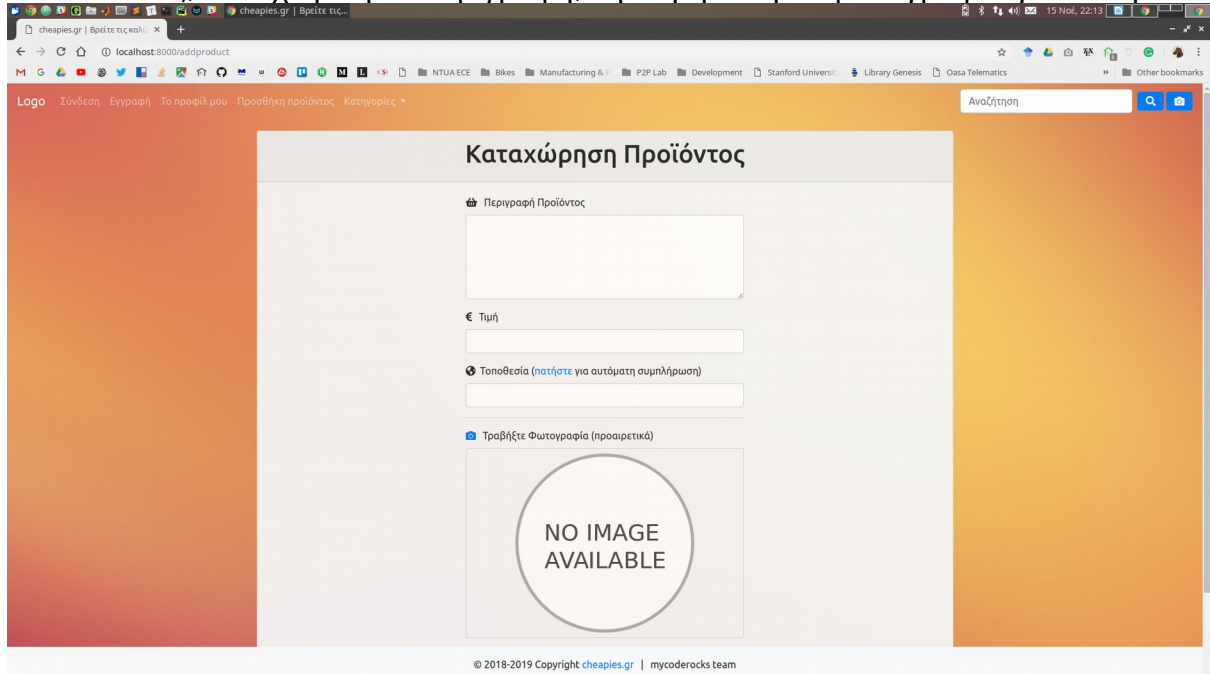 cheapies.gr | Βρείτε τις...
15 Νοέ, 22:13
cheapies.gr | Βρείτε τις καλύ
localhost:8000/addproduct
NTUA ECE Bikes Manufacturing & P2P Lab Development Stanford Universit Library Genesis Oasa Telematics » Other bookmarks
Logo Σύνδεση Εγγραφή Το προφίλ μου Προσθήκη προϊόντος Κατηγορίες
Αναζήτηση
Καταχώρηση Προϊόντος
Περιγραφή Προϊόντος
€ Τιμή
Τοποθεσία (πατήστε για αυτόματη συμπλήρωση)
Τραβήξτε Φωτογραφία (προαιρετικά)
NO IMAGE
AVAILABLE
© 2018-2019 Copyright cheapies.gr | mycoderocks team